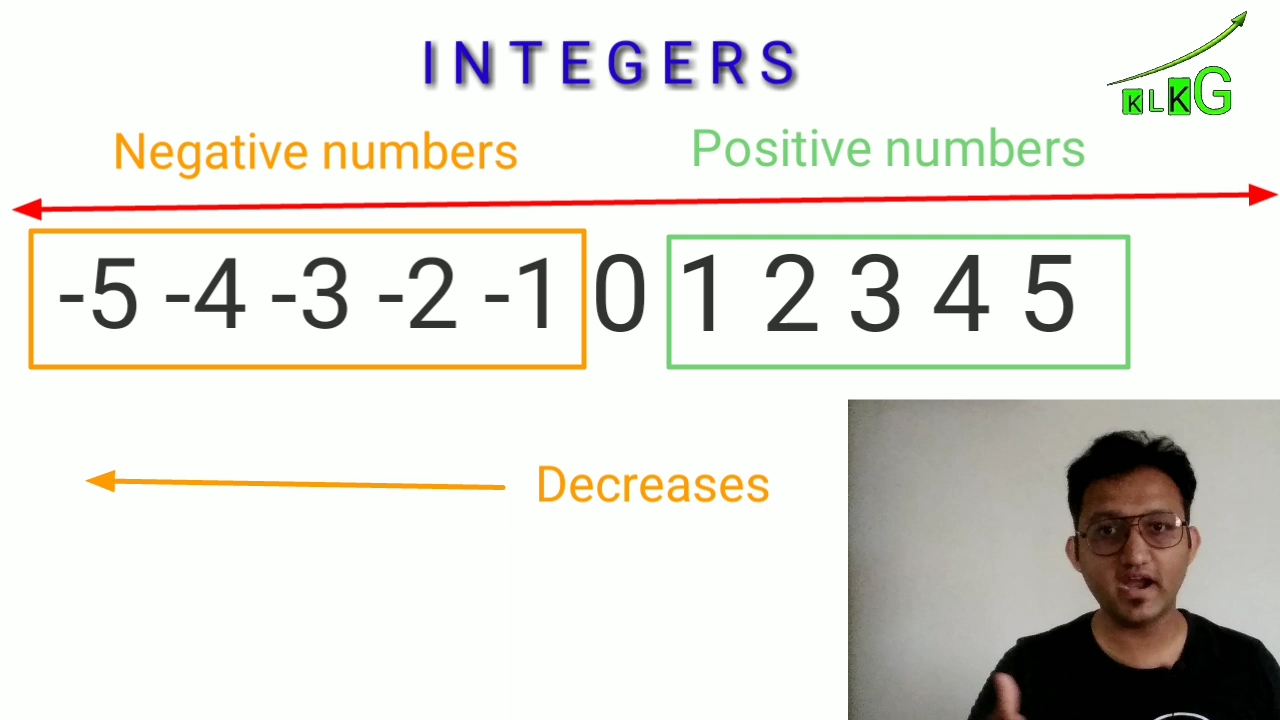 INTEGERS
KLKG
Negative numbers Positive numbers
-5 -4 -3 -2 -1 0 1 2 3 4 5
Decreases